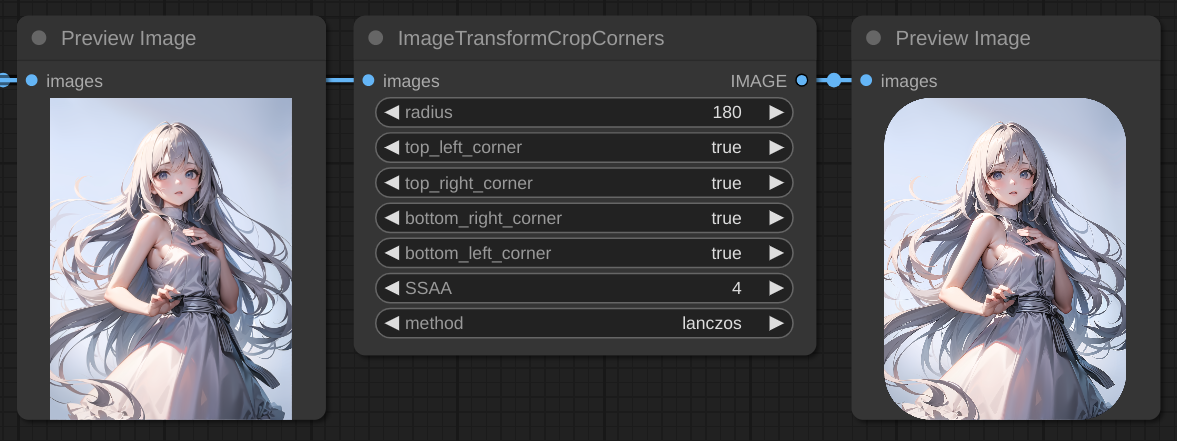 Preview Image
images
ImageTransformCropCorners
images IMAGE
radius 180
top_left_corner true
top_right_corner true
bottom_right_corner true
bottom_left_corner true
SSAA 4
method lanczos
Preview Image
images